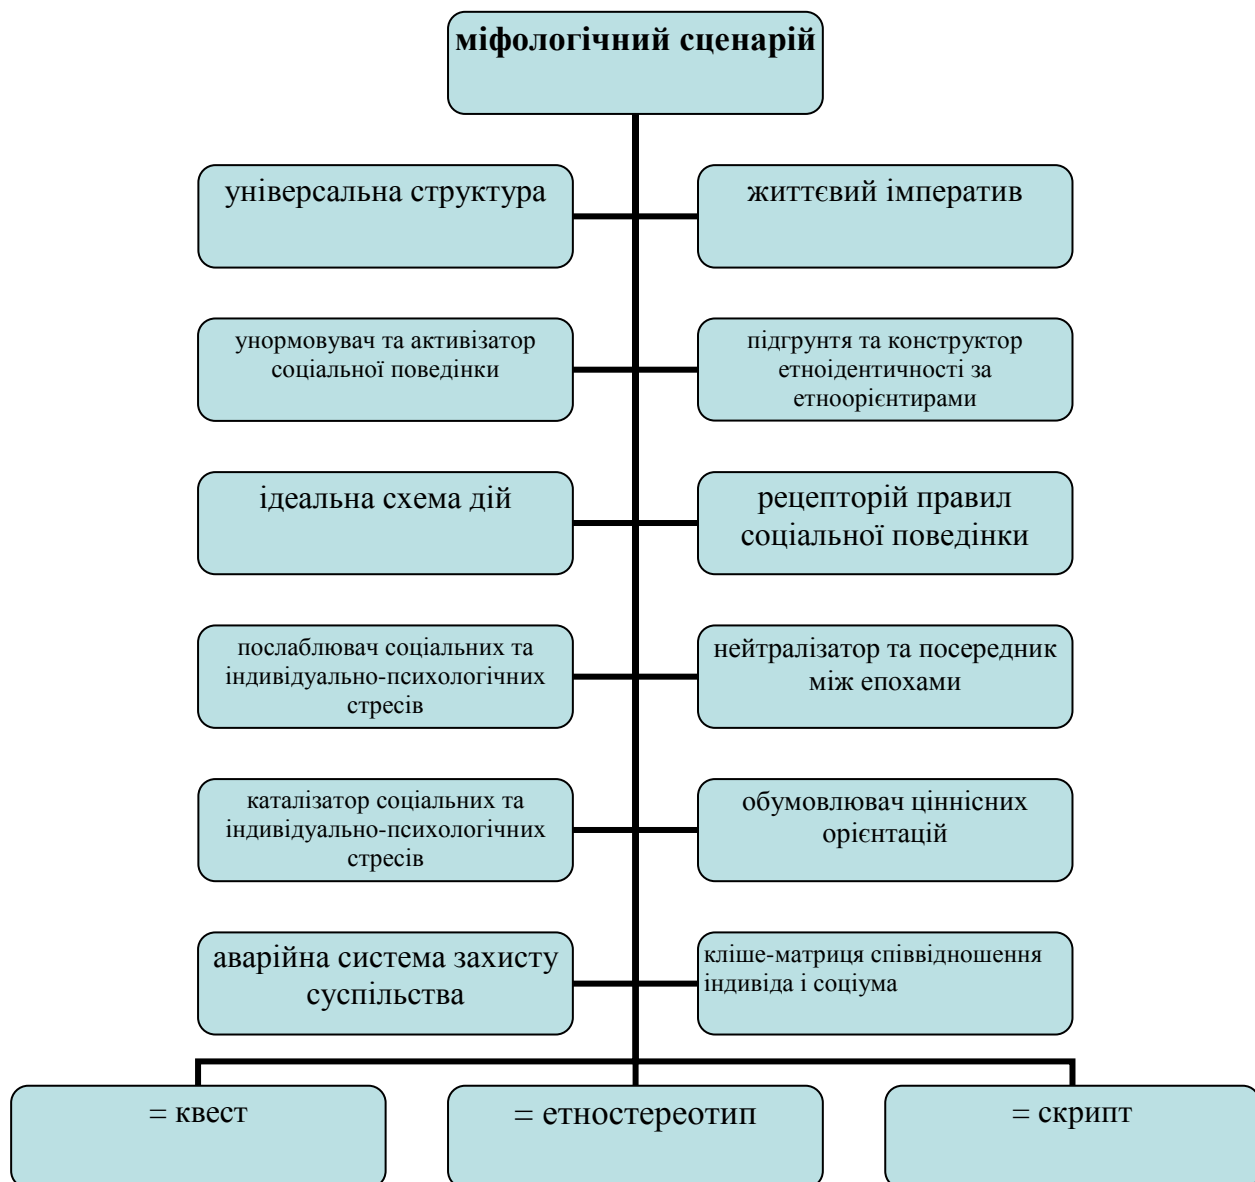 міфологічний сценарій
універсальна структура
життєвий імператив
унормовувач та активізатор
соціальної поведінки
підгрунтя та конструктор
етноідентичності за
етноорієнтирами
ідеальна схема дій
рецепторій правил
соціальної поведінки
послаблювач соціальних та
індивідуально-психологічних
стресів
нейтралізатор та посередник
між епохами
каталізатор соціальних та
індивідуально-психологічних
стресів
обумовлювач ціннісних
орієнтацій
аварійна система захисту
суспільства
кліше-матриця співвідношення
індивіда і соціума
= квест
= етностереотип
= скрипт